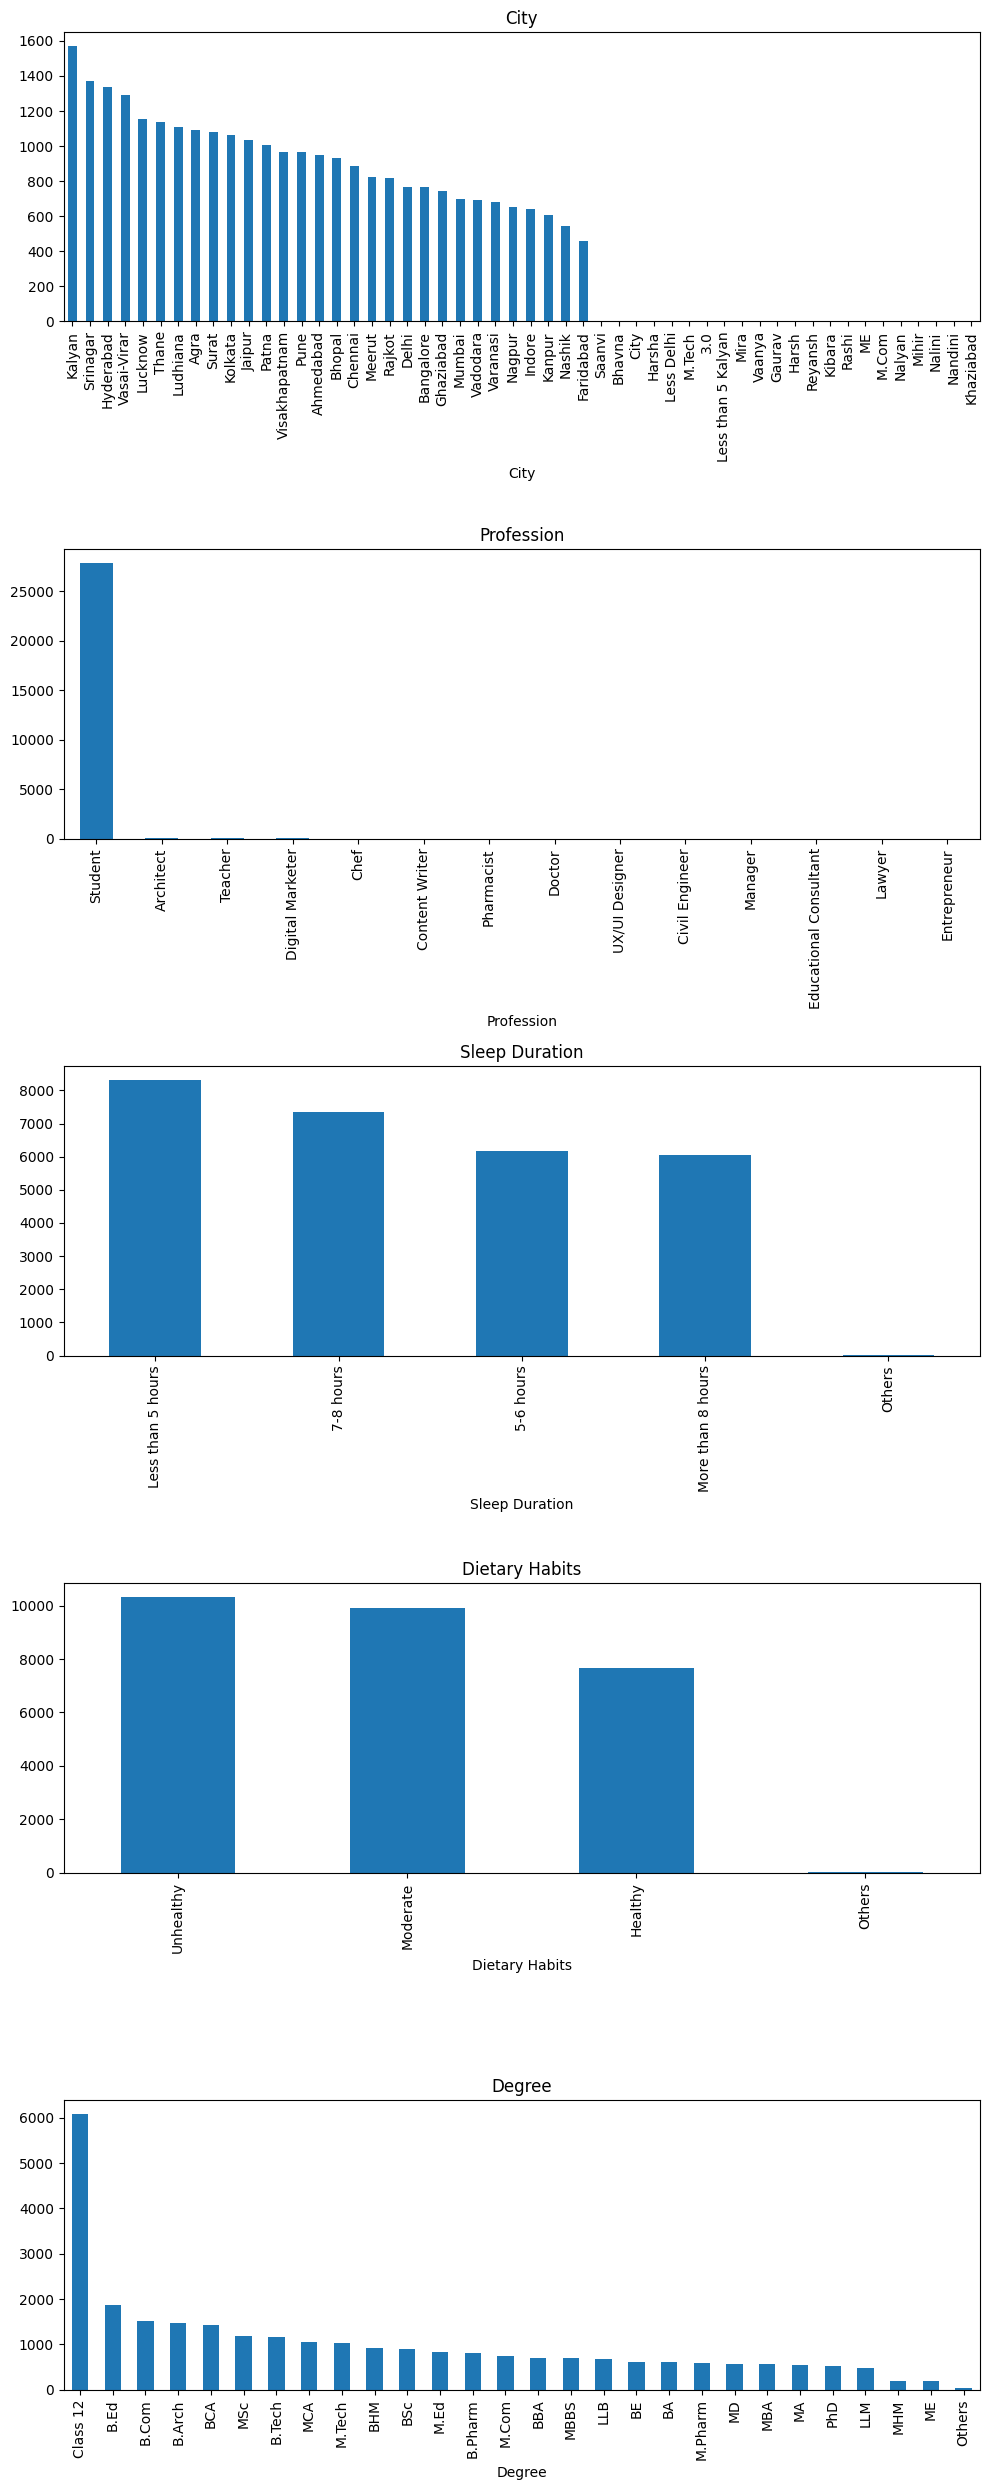 City
1600
1400
1200
1000
800
600
400
200
0
Kalyan
Srinagar
Hyderabad
Vasai-Virar
Lucknow
Thane
Ludhiana
Agra
Surat
Kolkata
Jaipur
Patna
Visakhapatnam
Pune
Ahmedabad
Bhopal
Chennai
Meerut
Rajkot
Delhi
Bangalore
Ghaziabad
Mumbai
Vadodara
Varanasi
Nagpur
Indore
Kanpur
Nashik
Faridabad
Saanvi
Bhavna
City
Harsha
Less Delhi
M.Tech
3.0
Less than 5 Kalyan
Mira
Vaanya
Gaurav
Harsh
Reyansh
Kibara
Rashi
ME
M.Com
Nalyan
Mihir
Nalini
Nandini
Khaziabad
City
Profession
25000
20000
15000
10000
5000
0
Student
Architect
Teacher
Digital Marketer
Chef
Content Writer
Pharmacist
Doctor
UX/UI Designer
Civil Engineer
Manager
Educational Consultant
Lawyer
Entrepreneur
Profession
Sleep Duration
8000
7000
6000
5000
4000
3000
2000
1000
0
Less than 5 hours
7-8 hours
5-6 hours
More than 8 hours
Others
Sleep Duration
Dietary Habits
10000
8000
6000
4000
2000
0
Unhealthy
Moderate
Healthy
Others
Dietary Habits
Degree
6000
5000
4000
3000
2000
1000
0
Class 12
B.Ed
B.Com
B.Arch
BCA
MSc
B.Tech
MCA
M.Tech
BHM
BSc
M.Ed
B.Pharm
M.Com
BBA
MBBS
LLB
BE
BA
M.Pharm
MD
MBA
MA
PhD
LLM
MHM
ME
Others
Degree